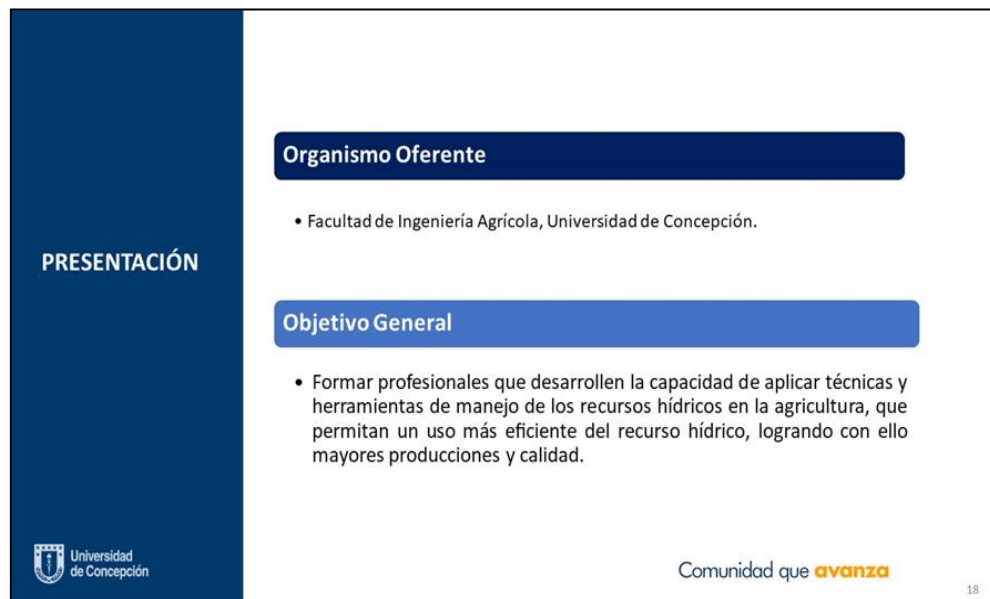 PRESENTACIÓN
Organismo Oferente
• Facultad de Ingeniería Agrícola, Universidad de Concepción.
Objetivo General
• Formar profesionales que desarrollen la capacidad de aplicar técnicas y
herramientas de manejo de los recursos hídricos en la agricultura, que
permitan un uso más eficiente del recurso hídrico, logrando con ello
mayores producciones y calidad.
Universidad
de Concepción
Comunidad que avanza
18